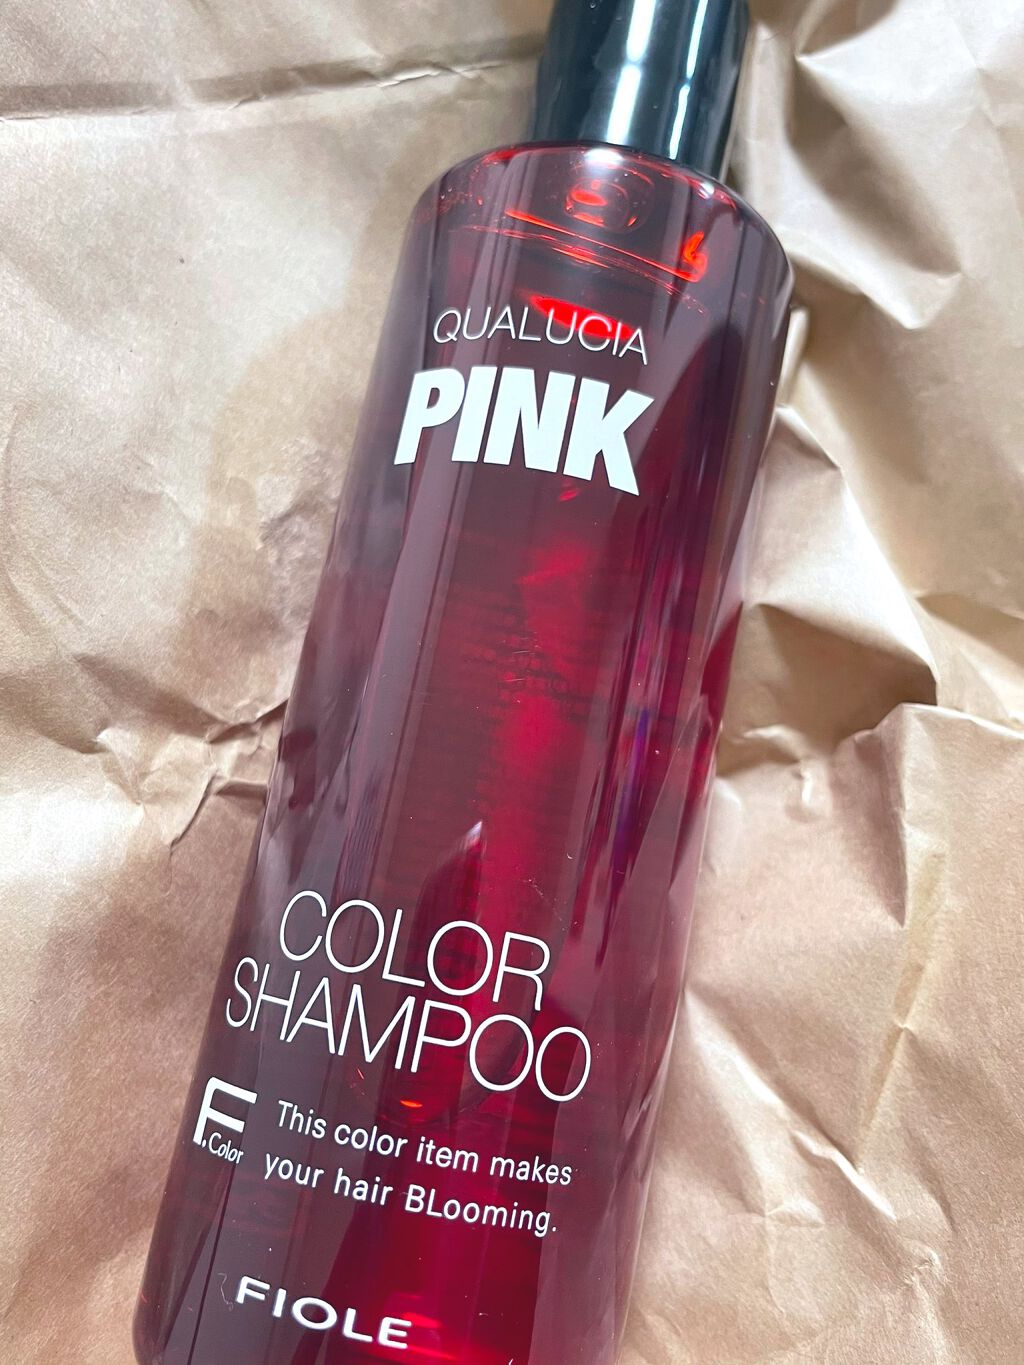 QUALUCIA
PINK
COLOR
SHAMPOO
F.Color
This color item makes
your hair BLooming.
FIOLE